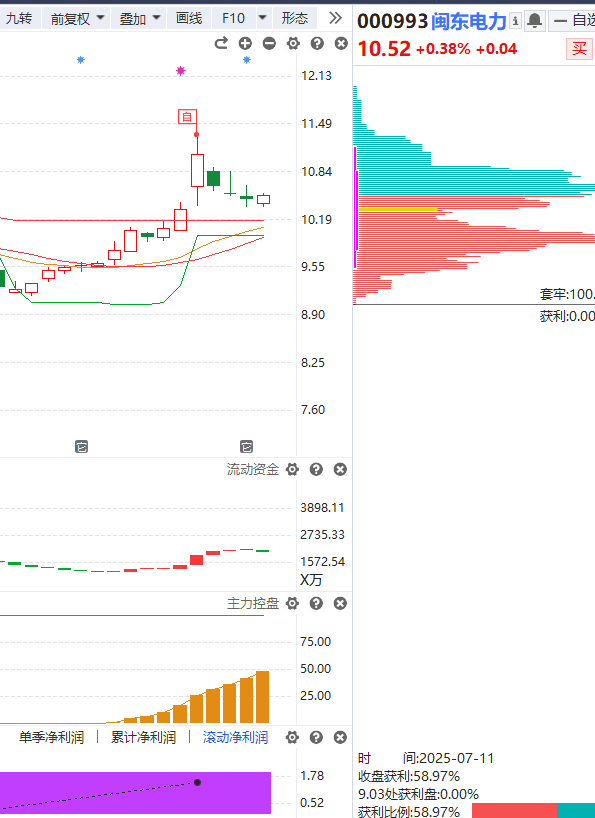 九转 前复权 叠加 画线 F10 形态
000993 闽东电力 自选
10.52 +0.38% +0.04 买
12.13
自
11.49
10.84
10.19
9.55
8.90
8.25
7.60
套牢:100.
获利:0.00
流动资金
3898.11
2735.33
1572.54
X万
主力控盘
75.00
50.00
25.00
单季净利润 累计净利润 滚动净利润
1.78
0.52
时 间:2025-07-11
收盘获利:58.97%
9.03处获利盘:0.00%
获利比例:58.97%